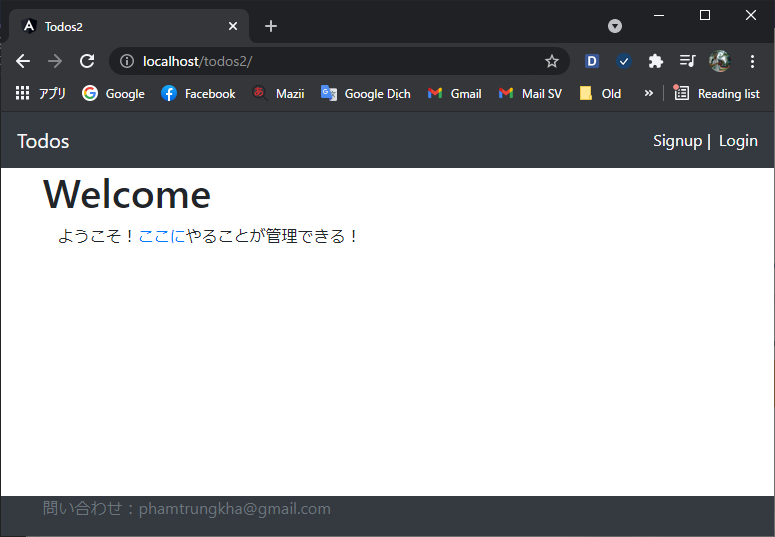 Todos2
localhost/todos2/
アプリ Google Facebook Mazii Google Dịch Gmail Mail SV Old » Reading list
Todos Signup | Login
Welcome
ようこそ！ここにやることが管理できる！
問い合わせ：phamtrungkha@gmail.com